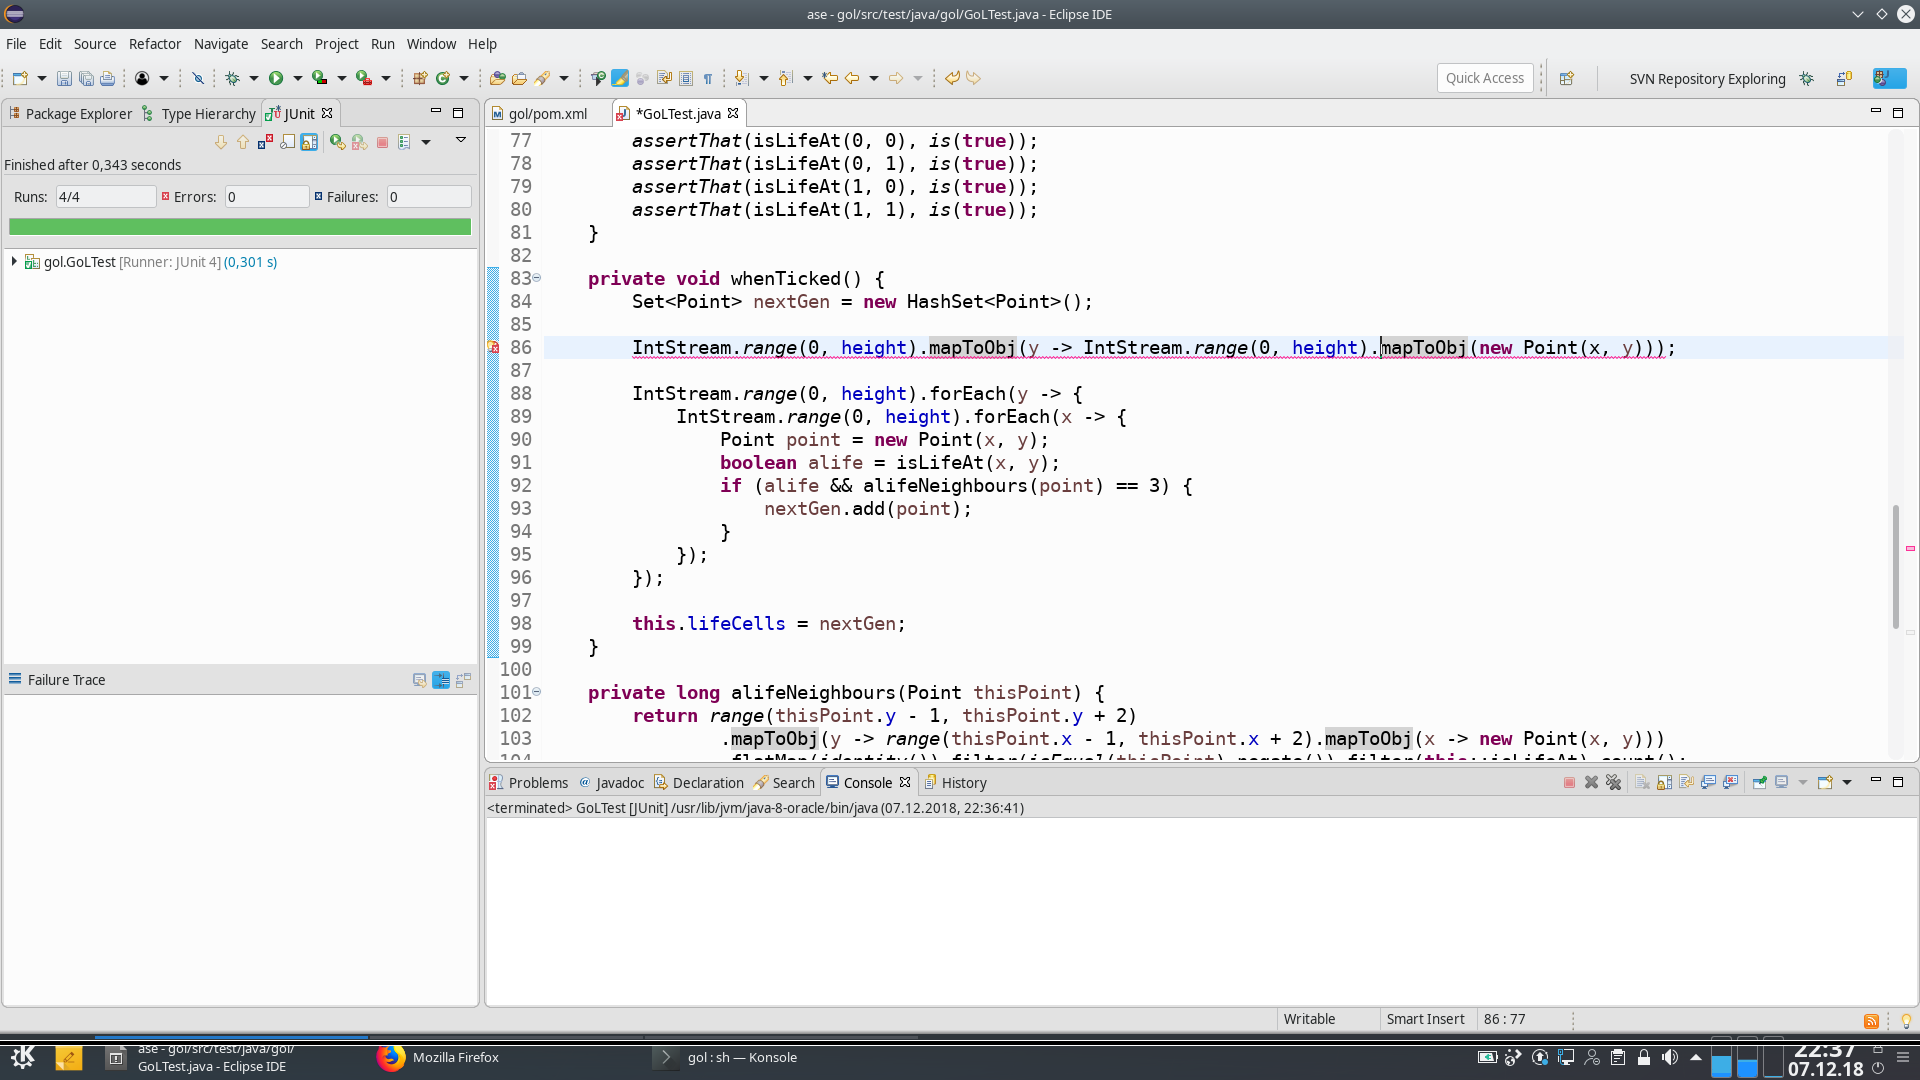 ase - gol/src/test/java/gol/GoLTest.java - Eclipse IDE
File Edit Source Refactor Navigate Search Project Run Window Help
Quick Access
SVN Repository Exploring
Package Explorer Type Hierarchy JUnit
Finished after 0,343 seconds
Runs: 4/4 Errors: 0 Failures: 0
gol.GoLTest [Runner: JUnit 4] (0,301 s)
Failure Trace
gol/pom.xml *GoLTest.java
77 assertThat(isLifeAt(0, 0), is(true));
78 assertThat(isLifeAt(0, 1), is(true));
79 assertThat(isLifeAt(1, 0), is(true));
80 assertThat(isLifeAt(1, 1), is(true));
81 }
82
83 private void whenTicked() {
84 Set<Point> nextGen = new HashSet<Point>();
85
86 IntStream.range(0, height).mapToObj(y -> IntStream.range(0, height).mapToObj(new Point(x, y)));
87
88 IntStream.range(0, height).forEach(y -> {
89 IntStream.range(0, height).forEach(x -> {
90 Point point = new Point(x, y);
91 boolean alife = isLifeAt(x, y);
92 if (alife && alifeNeighbours(point) == 3) {
93 nextGen.add(point);
94 }
95 });
96 });
97
98 this.lifeCells = nextGen;
99 }
100
101 private long alifeNeighbours(Point thisPoint) {
102 return range(thisPoint.y - 1, thisPoint.y + 2)
103 .mapToObj(y -> range(thisPoint.x - 1, thisPoint.x + 2).mapToObj(x -> new Point(x, y)))
104 .flatMap(identity()).filter(isEqual(thisPoint).negate()).filter(this::isLifeAt).count();
Problems Javadoc Declaration Search Console History
<terminated> GoLTest [JUnit] /usr/lib/jvm/java-8-oracle/bin/java (07.12.2018, 22:36:41)
Writable Smart Insert 86 : 77
ase - gol/src/test/java/gol/
GoLTest.java - Eclipse IDE
Mozilla Firefox
gol : sh — Konsole
22:37
07.12.18